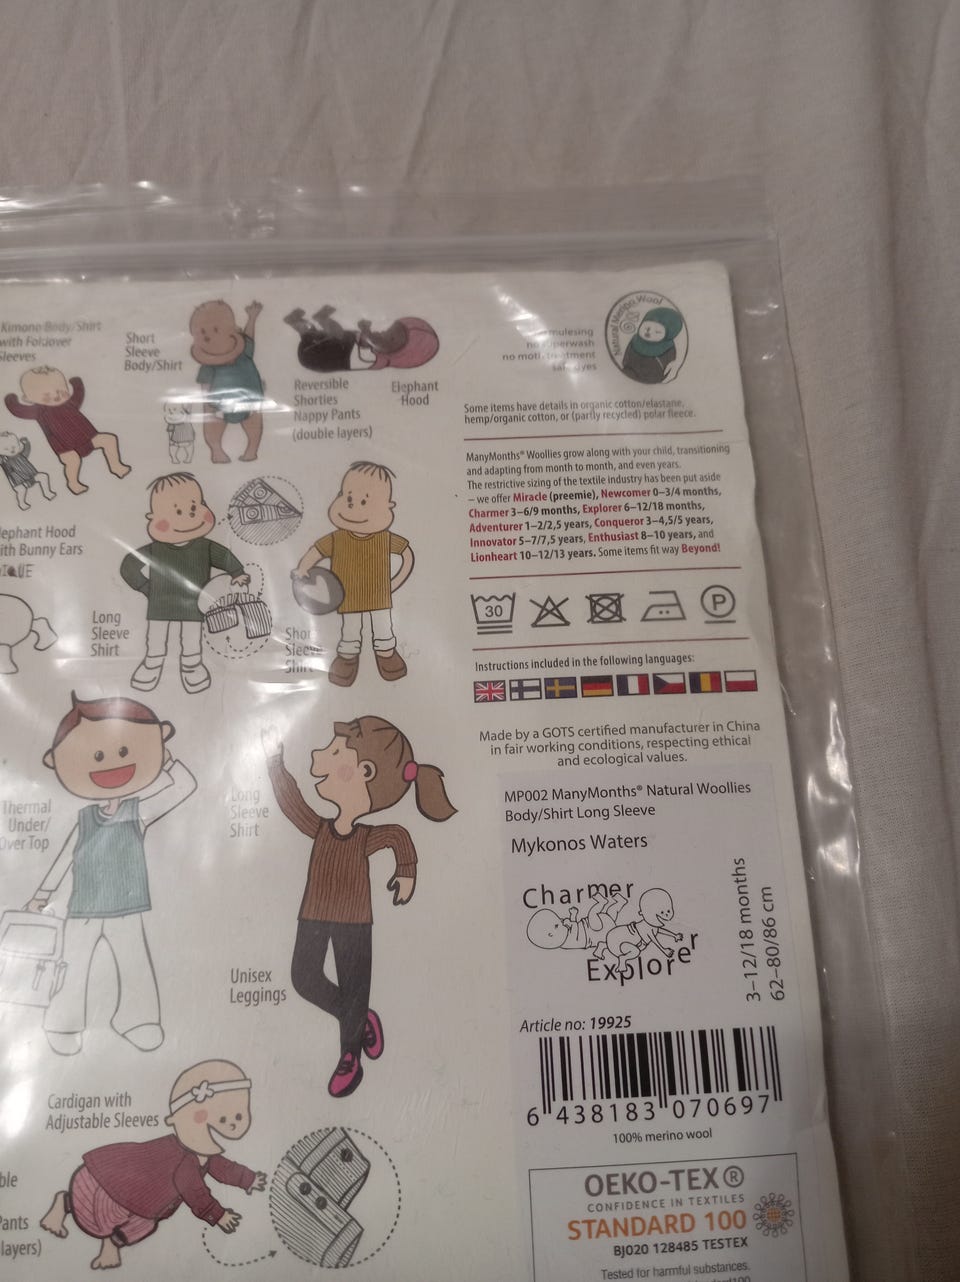 Kimono Body/Shirt
with Foldover
Sleeves
Short
Sleeve
Body/Shirt
Reversible
Shorties
Nappy Pants
(double layers)
Elephant
Hood
Natural Merino Wool
mulesing
no superwash
no moth treatment
safe dyes
Some items have details in organic cotton/elastane,
hemp/organic cotton, or (partly recycled) polar fleece.
ManyMonths® Woollies grow along with your child, transitioning
and adapting from month to month, and even years.
The restrictive sizing of the textile industry has been put aside
– we offer Miracle (preemie), Newcomer 0–3/4 months,
Charmer 3–6/9 months, Explorer 6–12/18 months,
Adventurer 1–2/2,5 years, Conqueror 3–4,5/5 years,
Innovator 5–7/7,5 years, Enthusiast 8–10 years, and
Lionheart 10–12/13 years. Some items fit way Beyond!
lephant Hood
ith Bunny Ears
Long
Sleeve
Shirt
Short
Sleeve
Shirt
30
P
Instructions included in the following languages:
Made by a GOTS certified manufacturer in China
in fair working conditions, respecting ethical
and ecological values.
Thermal
Under/
Over Top
Long
Sleeve
Shirt
Unisex
Leggings
MP002 ManyMonths® Natural Woollies
Body/Shirt Long Sleeve
Mykonos Waters
Charmer
Explorer
3–12/18 months
62–80/86 cm
Article no: 19925
6 438183 070697
100% merino wool
Cardigan with
Adjustable Sleeves
ble
Pants
layers)
OEKO-TEX®
CONFIDENCE IN TEXTILES
STANDARD 100
BJ020 128485 TESTEX
Tested for harmful substances.